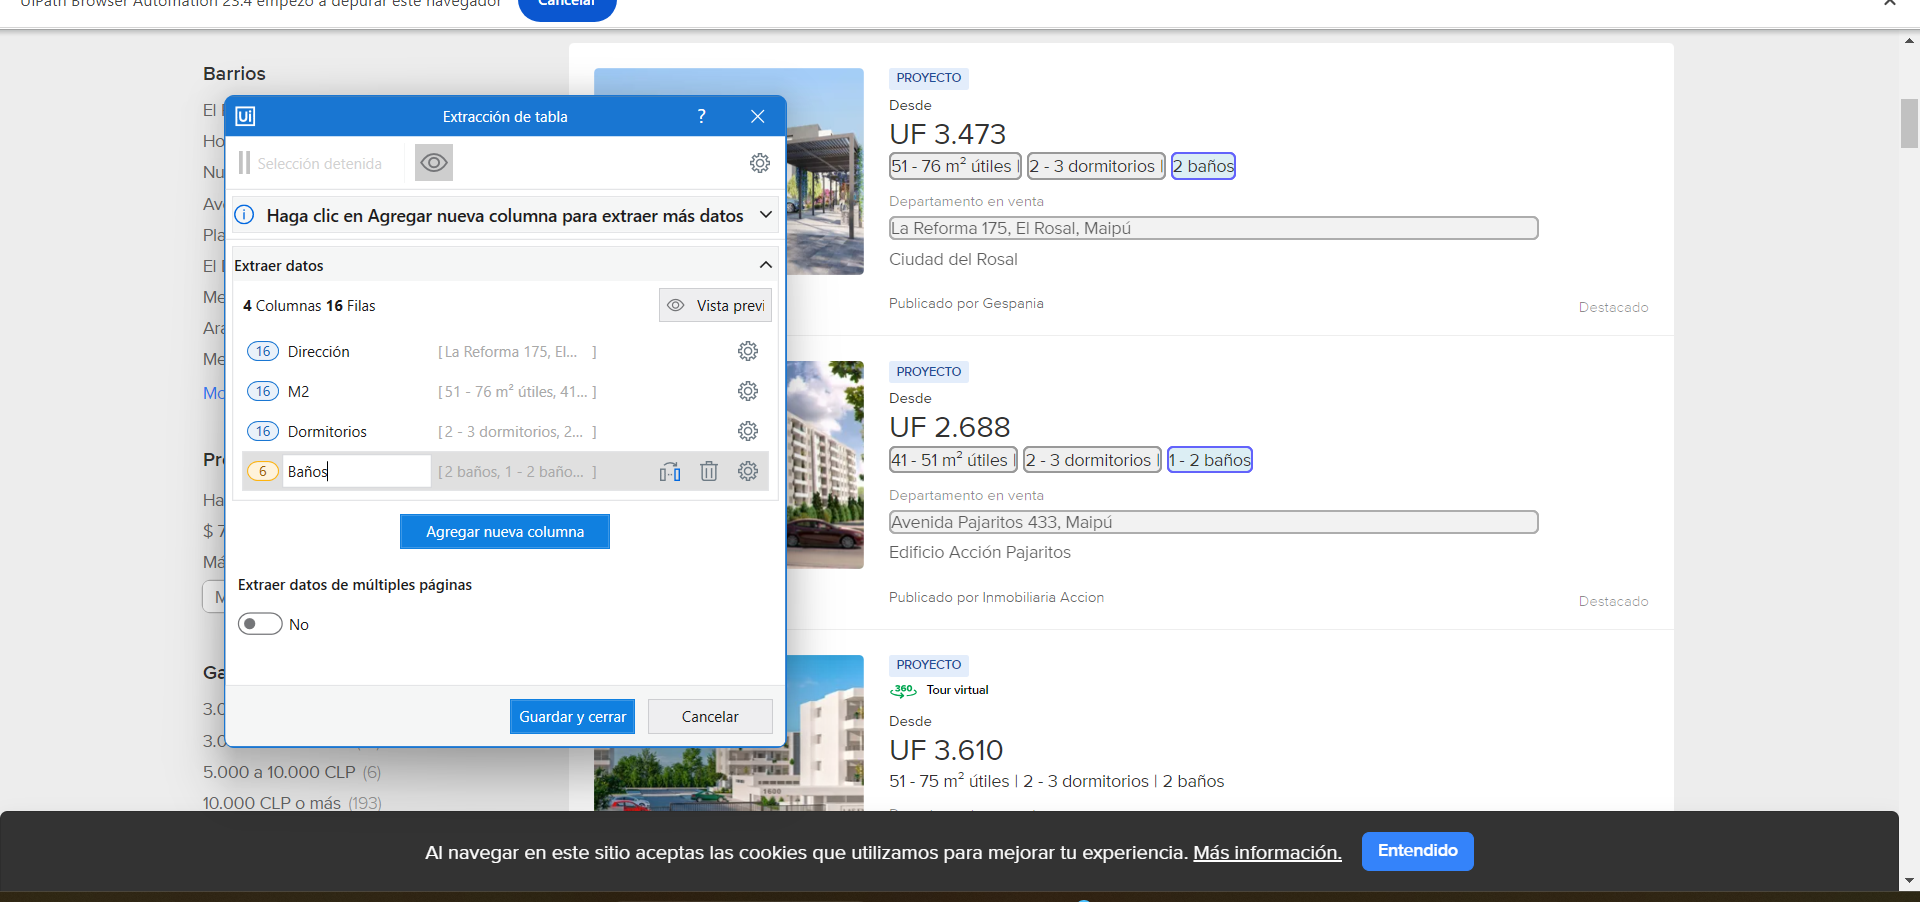 UiPath Browser Automation 23.4 empezó a depurar este navegador
Cancelar
Barrios
El
Ho
Nu
Av
Pla
El
Me
Ara
Me
Mo
Pr
Ha
$ 7
Má
Ga
3.0
3.0
5.000 a 10.000 CLP (6)
10.000 CLP o más (193)
Ui
Extracción de tabla
?
Selección detenida
Haga clic en Agregar nueva columna para extraer más datos
Extraer datos
4 Columnas 16 Filas
Vista previ
16 Dirección [ La Reforma 175, El... ]
16 M2 [ 51 - 76 m² útiles, 41... ]
16 Dormitorios [ 2 - 3 dormitorios, 2... ]
6 Baños [ 2 baños, 1 - 2 baño... ]
Agregar nueva columna
Extraer datos de múltiples páginas
No
Guardar y cerrar
Cancelar
PROYECTO
Desde
UF 3.473
51 - 76 m² útiles | 2 - 3 dormitorios | 2 baños
Departamento en venta
La Reforma 175, El Rosal, Maipú
Ciudad del Rosal
Publicado por Gespania
Destacado
PROYECTO
Desde
UF 2.688
41 - 51 m² útiles | 2 - 3 dormitorios | 1 - 2 baños
Departamento en venta
Avenida Pajaritos 433, Maipú
Edificio Acción Pajaritos
Publicado por Inmobiliaria Accion
Destacado
PROYECTO
360 Tour virtual
Desde
UF 3.610
51 - 75 m² útiles | 2 - 3 dormitorios | 2 baños
Al navegar en este sitio aceptas las cookies que utilizamos para mejorar tu experiencia. Más información.
Entendido